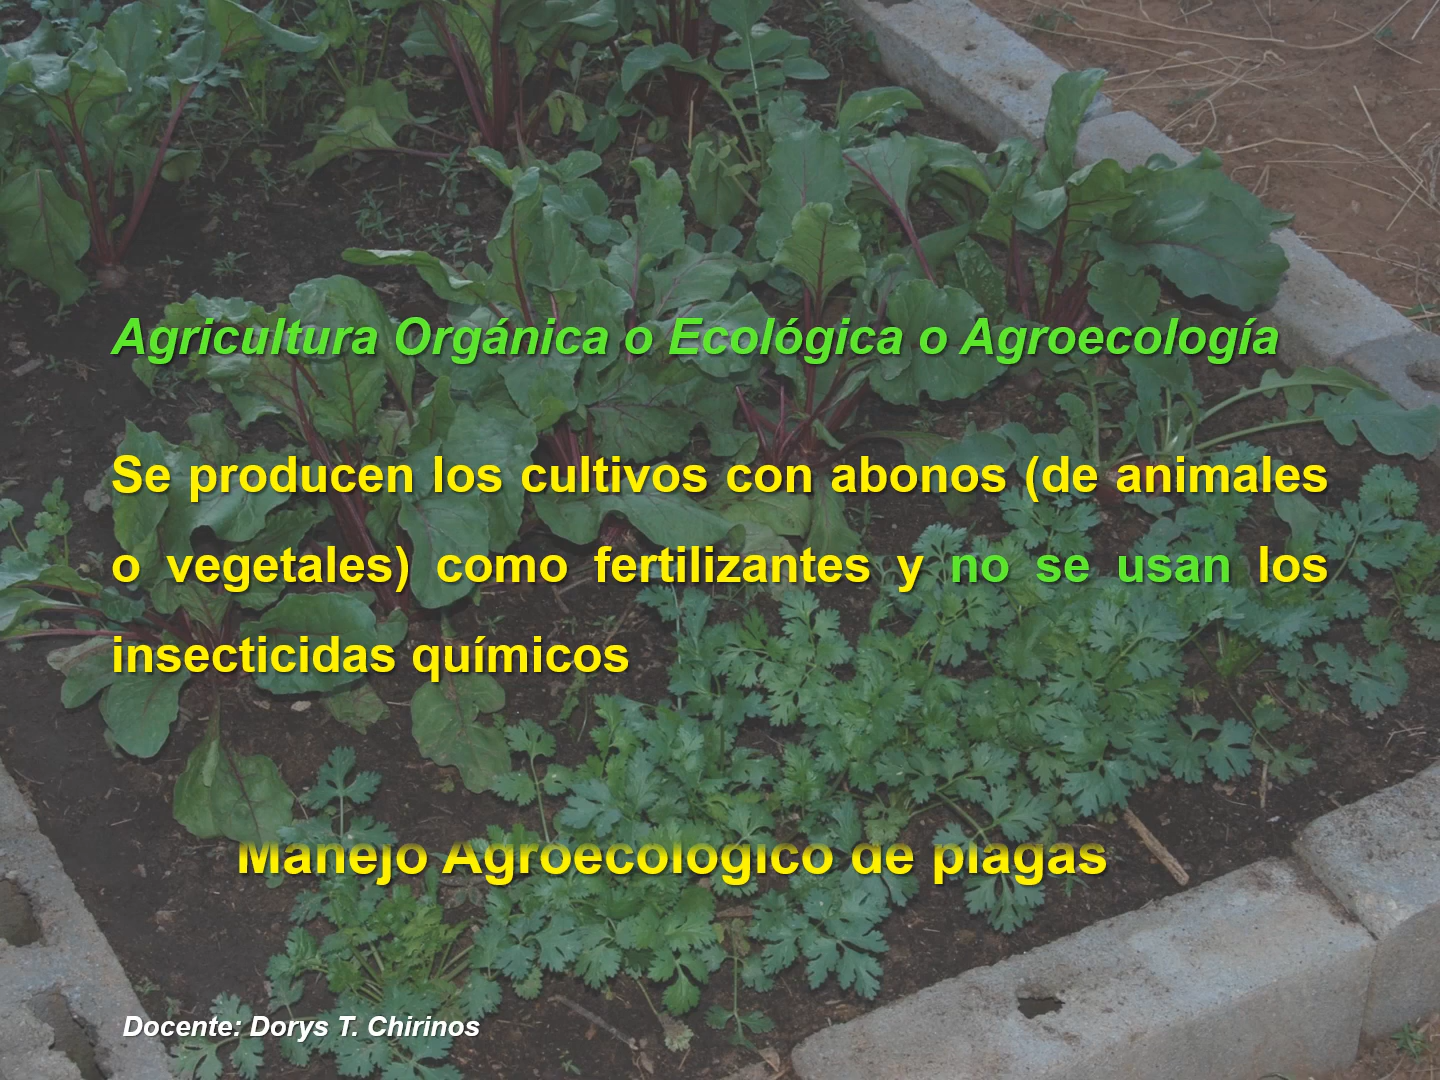 Agricultura Orgánica o Ecológica o Agroecología
Se producen los cultivos con abonos (de animales
o vegetales) como fertilizantes y no se usan los
insecticidas químicos
Manejo Agroecológico de plagas
Docente: Dorys T. Chirinos